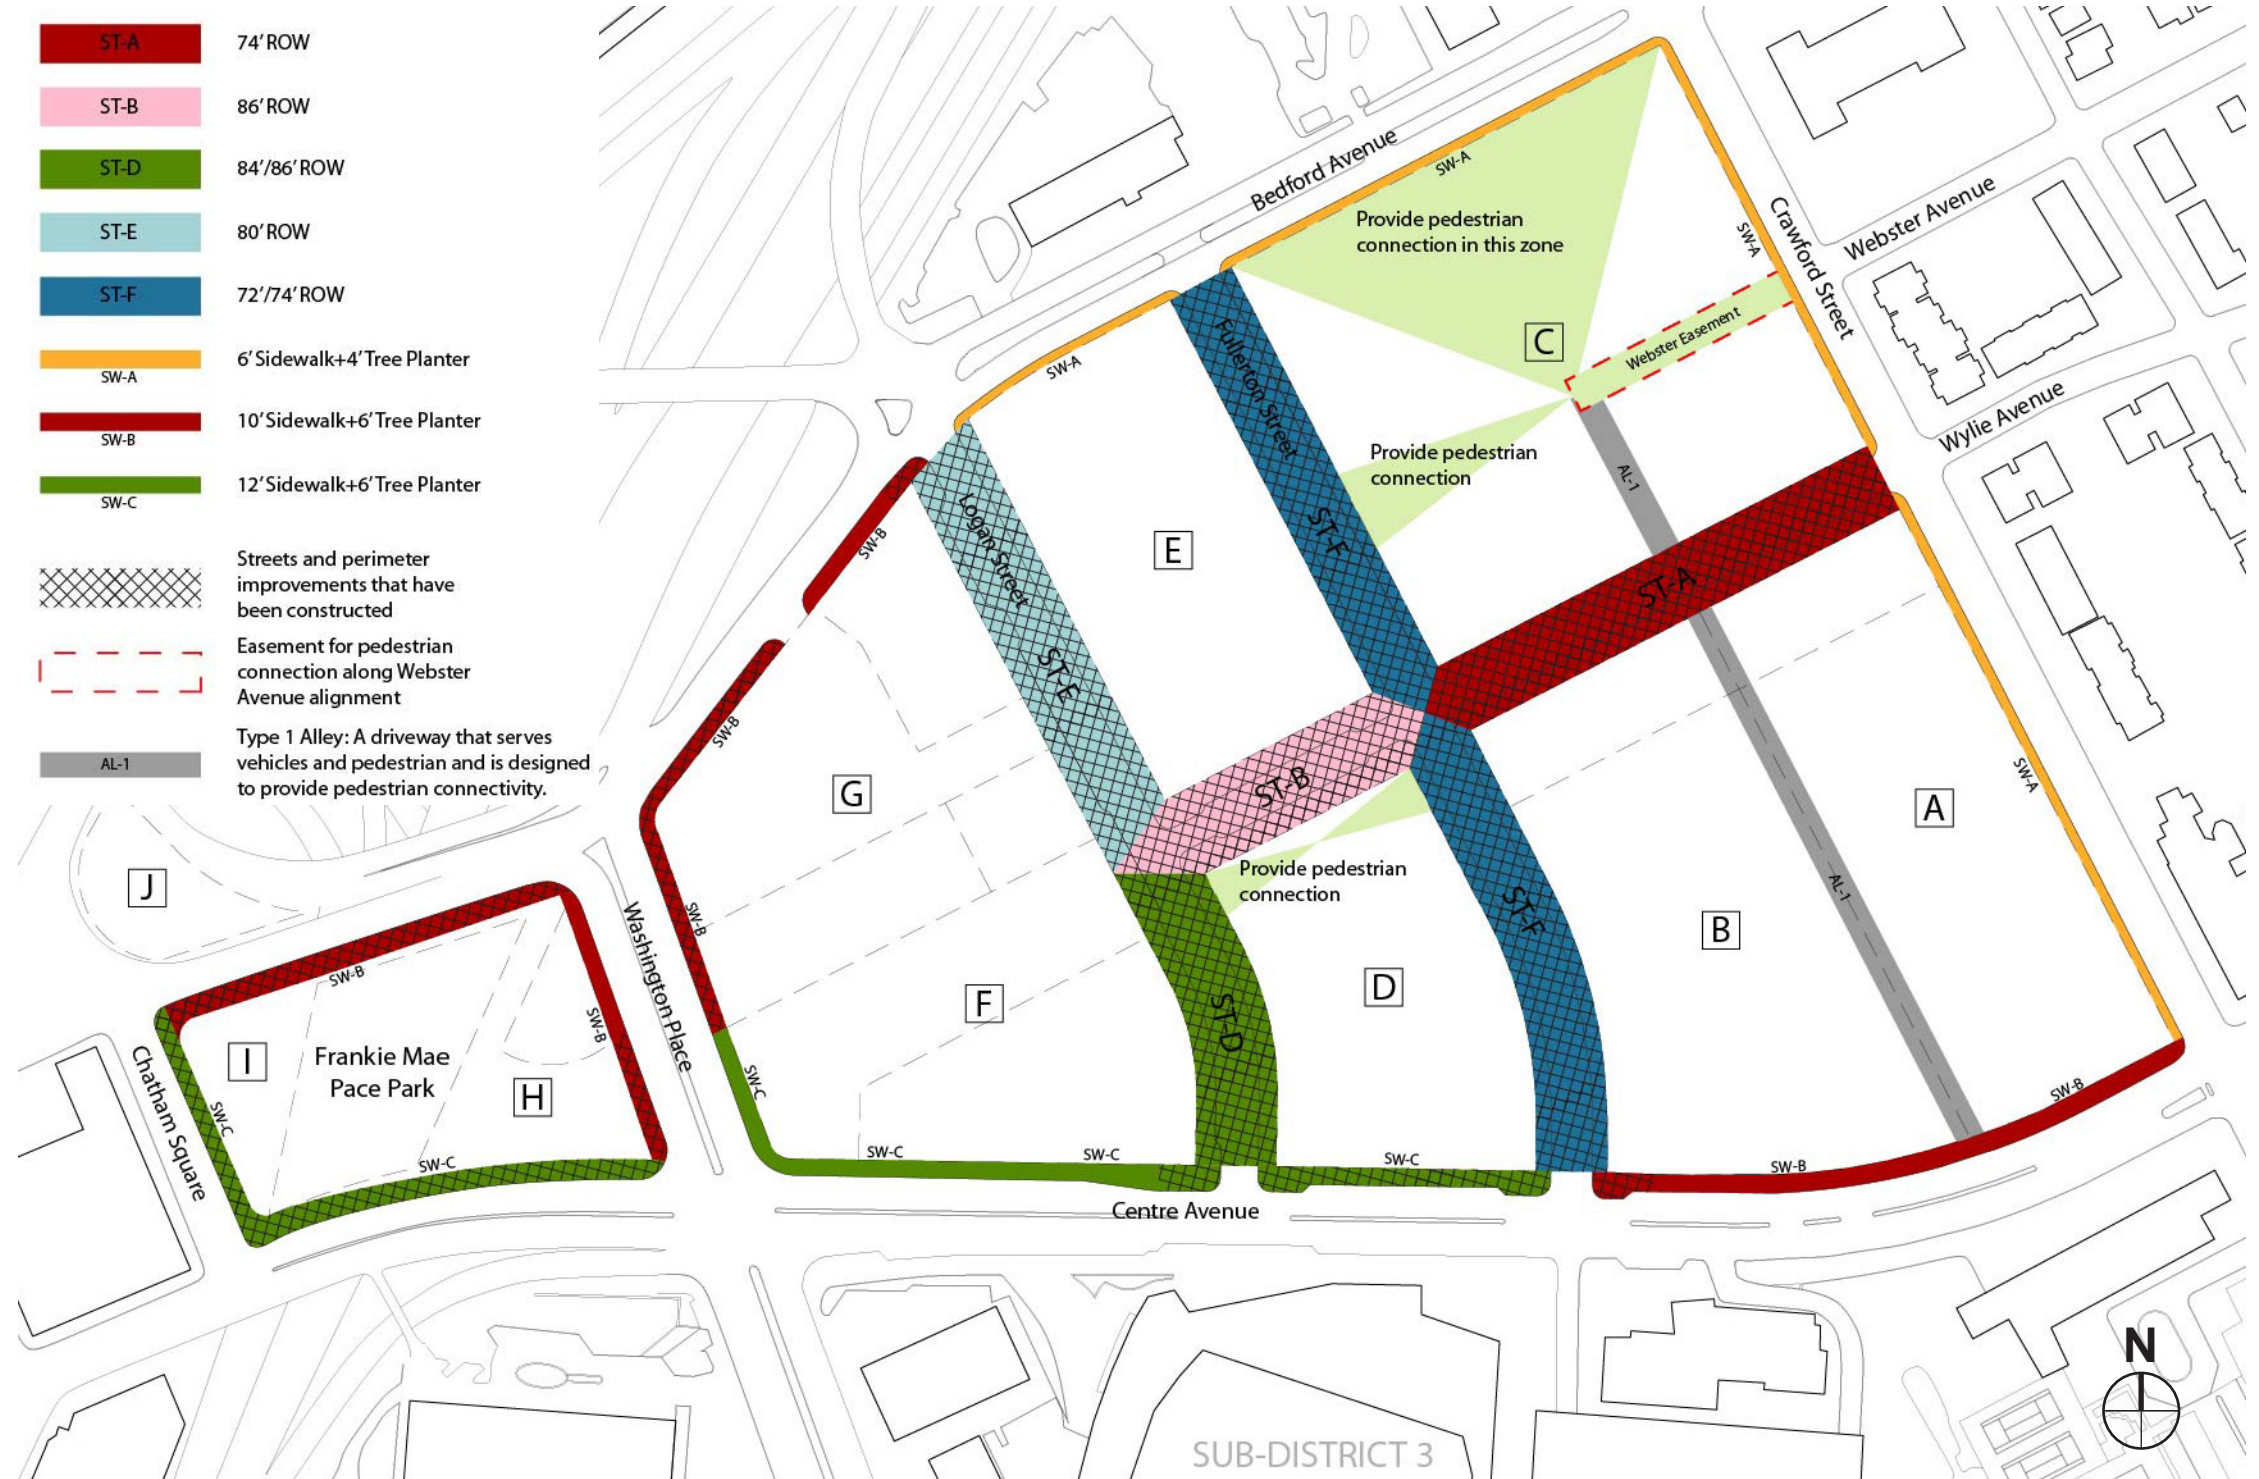 ST-A 74' ROW
ST-B 86' ROW
ST-D 84'/86' ROW
ST-E 80' ROW
ST-F 72'/74' ROW
6' Sidewalk+4' Tree Planter
SW-A
10' Sidewalk+6' Tree Planter
SW-B
12' Sidewalk+6' Tree Planter
SW-C
Streets and perimeter
improvements that have
been constructed
Easement for pedestrian
connection along Webster
Avenue alignment
Type 1 Alley: A driveway that serves
AL-1 vehicles and pedestrian and is designed
to provide pedestrian connectivity.
Bedford Avenue
SW-A
Provide pedestrian
connection in this zone
SW-A
Crawford Street
Webster Avenue
Wylie Avenue
C
Webster Easement
SW-A
Fullerton Street
Provide pedestrian
connection
AL-1
SW-B
Logan Street
ST-F
E
ST-A
ST-E
SW-B
G
ST-B
SW-A
A
Provide pedestrian
connection
AL-1
J
SW-B
Washington Place
ST-F
B
SW-B
D
F
ST-D
SW-B
I
Frankie Mae
Pace Park
H
Chatham Square
SW-C
SW-C
SW-C
SW-C
SW-C
SW-C
SW-B
SW-B
Centre Avenue
N
SUB-DISTRICT 3